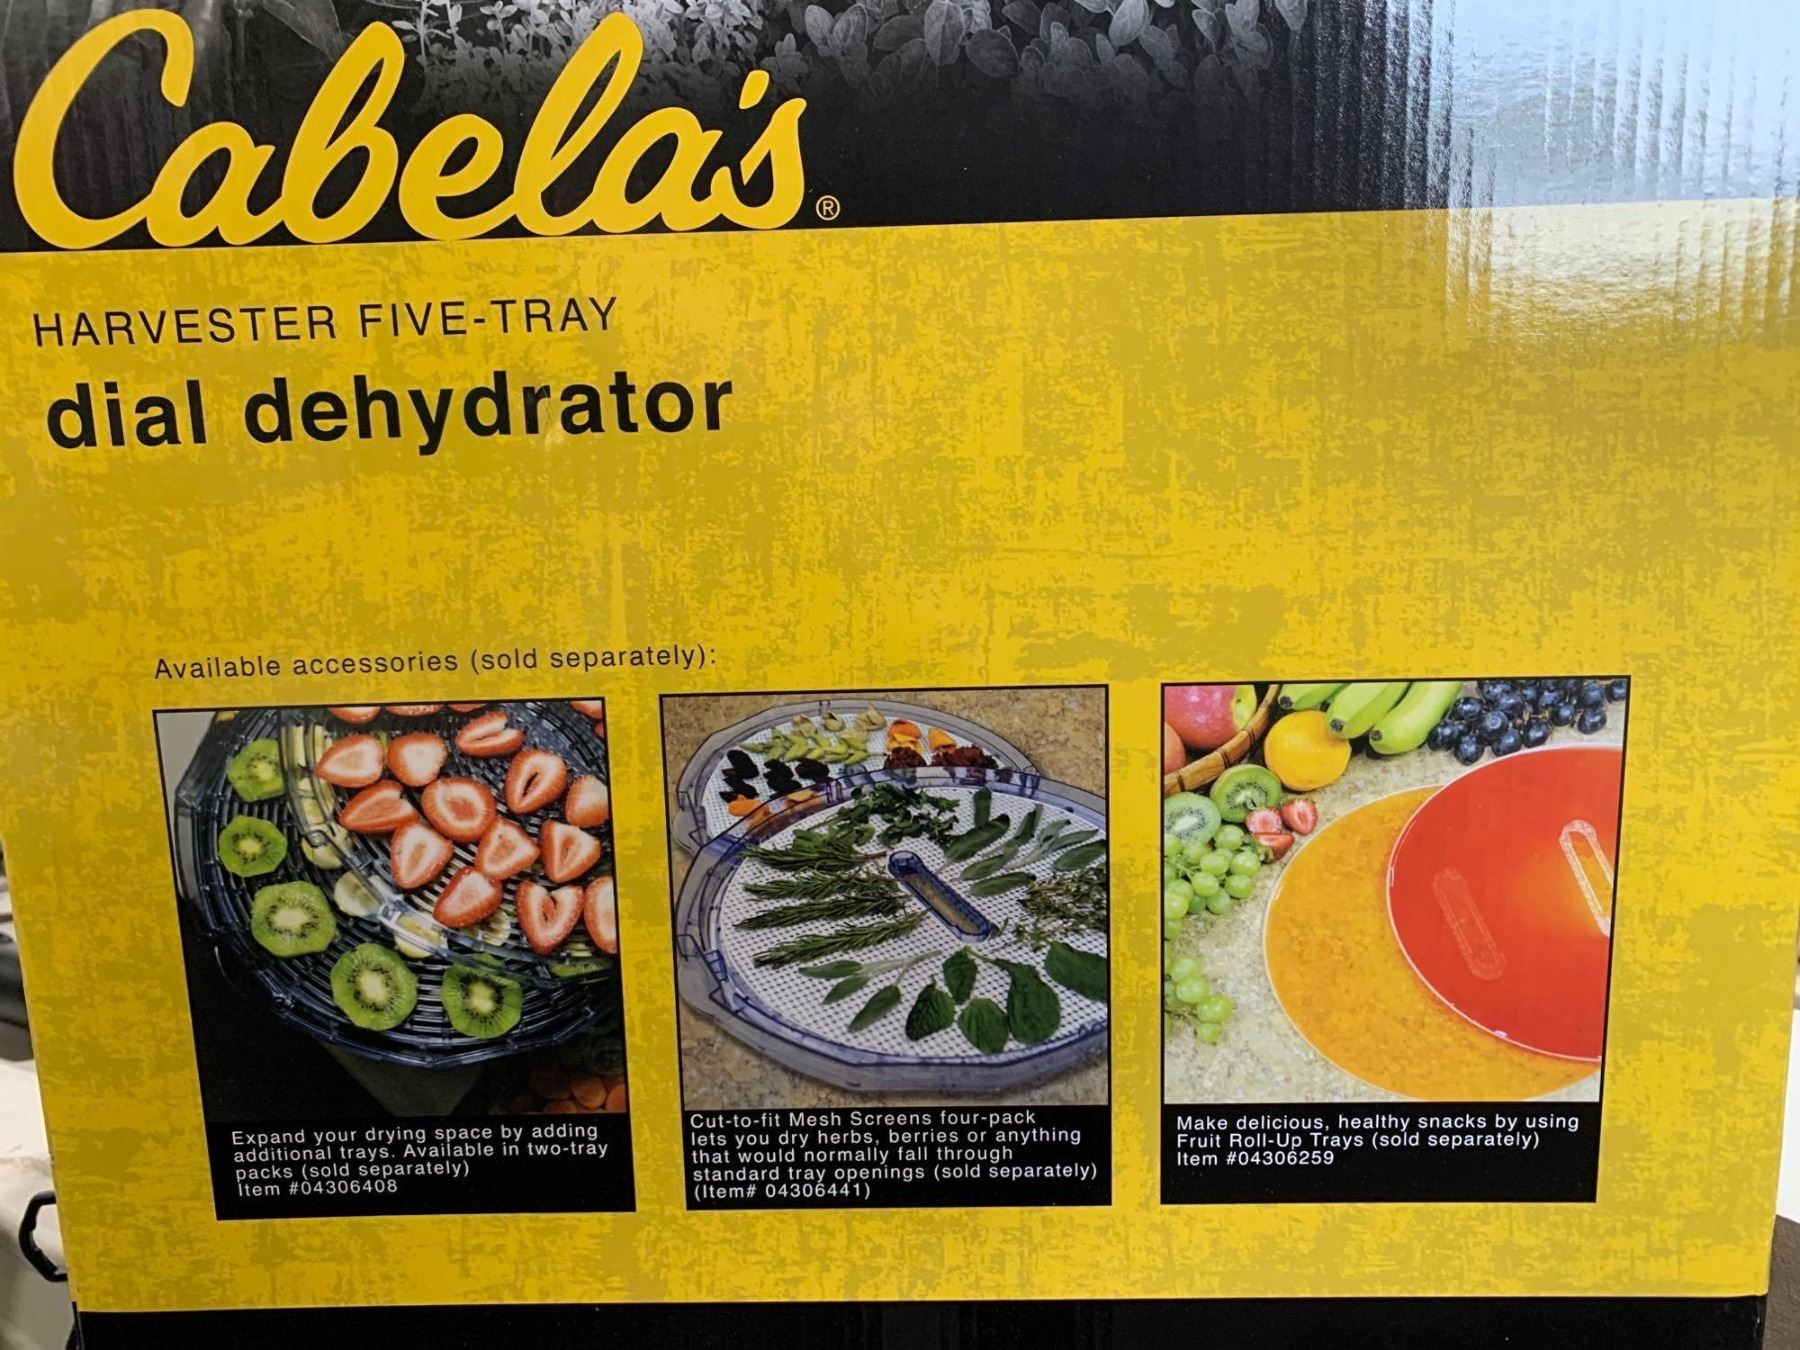 Cabela's®
HARVESTER FIVE-TRAY
dial dehydrator
Available accessories (sold separately):
Expand your drying space by adding
additional trays. Available in two-tray
packs (sold separately)
Item #04306408
Cut-to-fit Mesh Screens four-pack
lets you dry herbs, berries or anything
that would normally fall through
standard tray openings (sold separately)
(Item# 04306441)
Make delicious, healthy snacks by using
Fruit Roll-Up Trays (sold separately)
Item #04306259